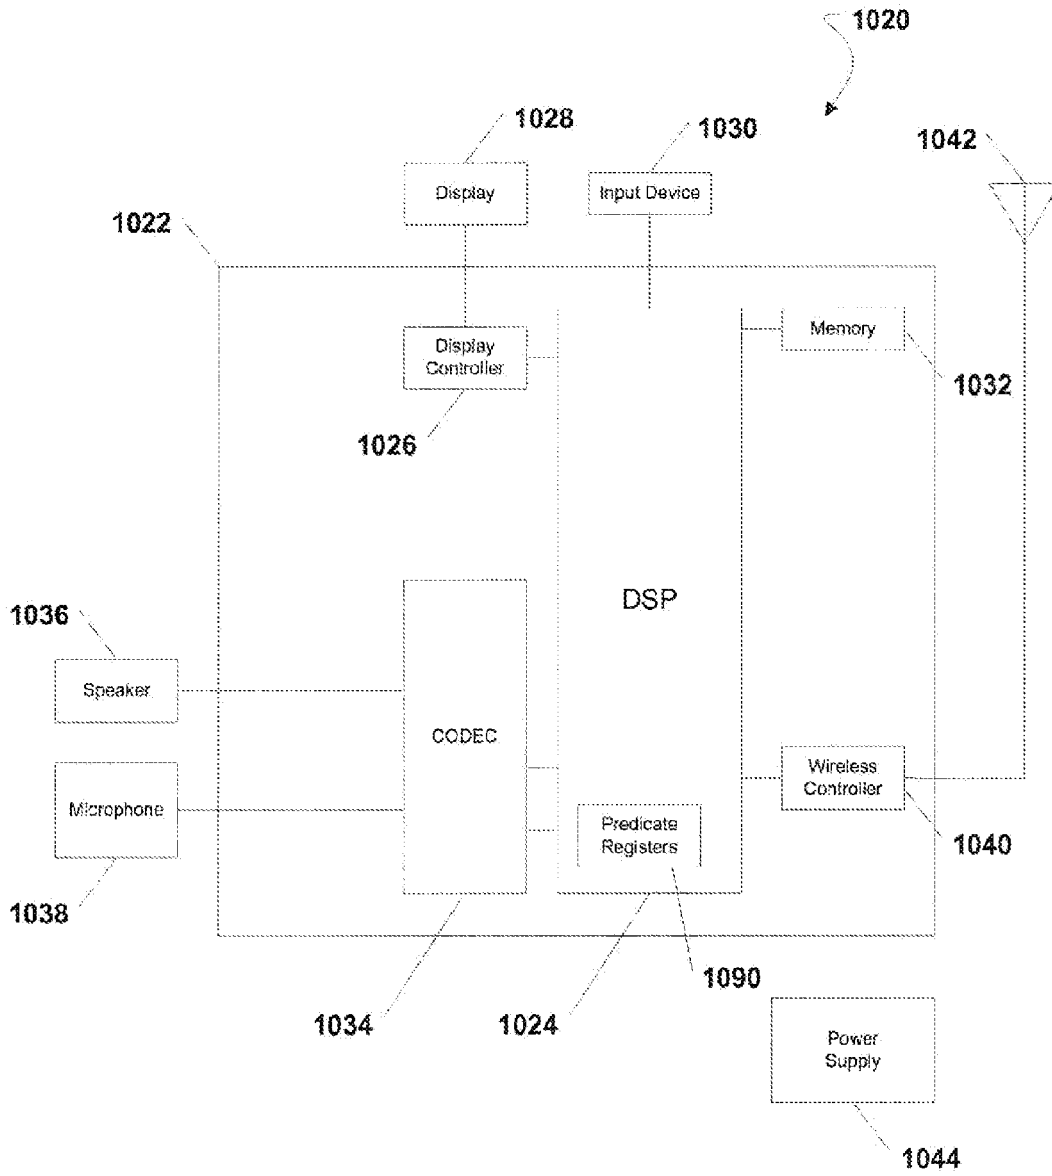 1020
1028
1030
1042
Display
Input Device
1022
Display
Controller
Memory
1032
1026
DSP
1036
Speaker
CODEC
Wireless
Controller
Microphone
Predicate
Registers
1040
1038
1090
1034
1024
Power
Supply
1044